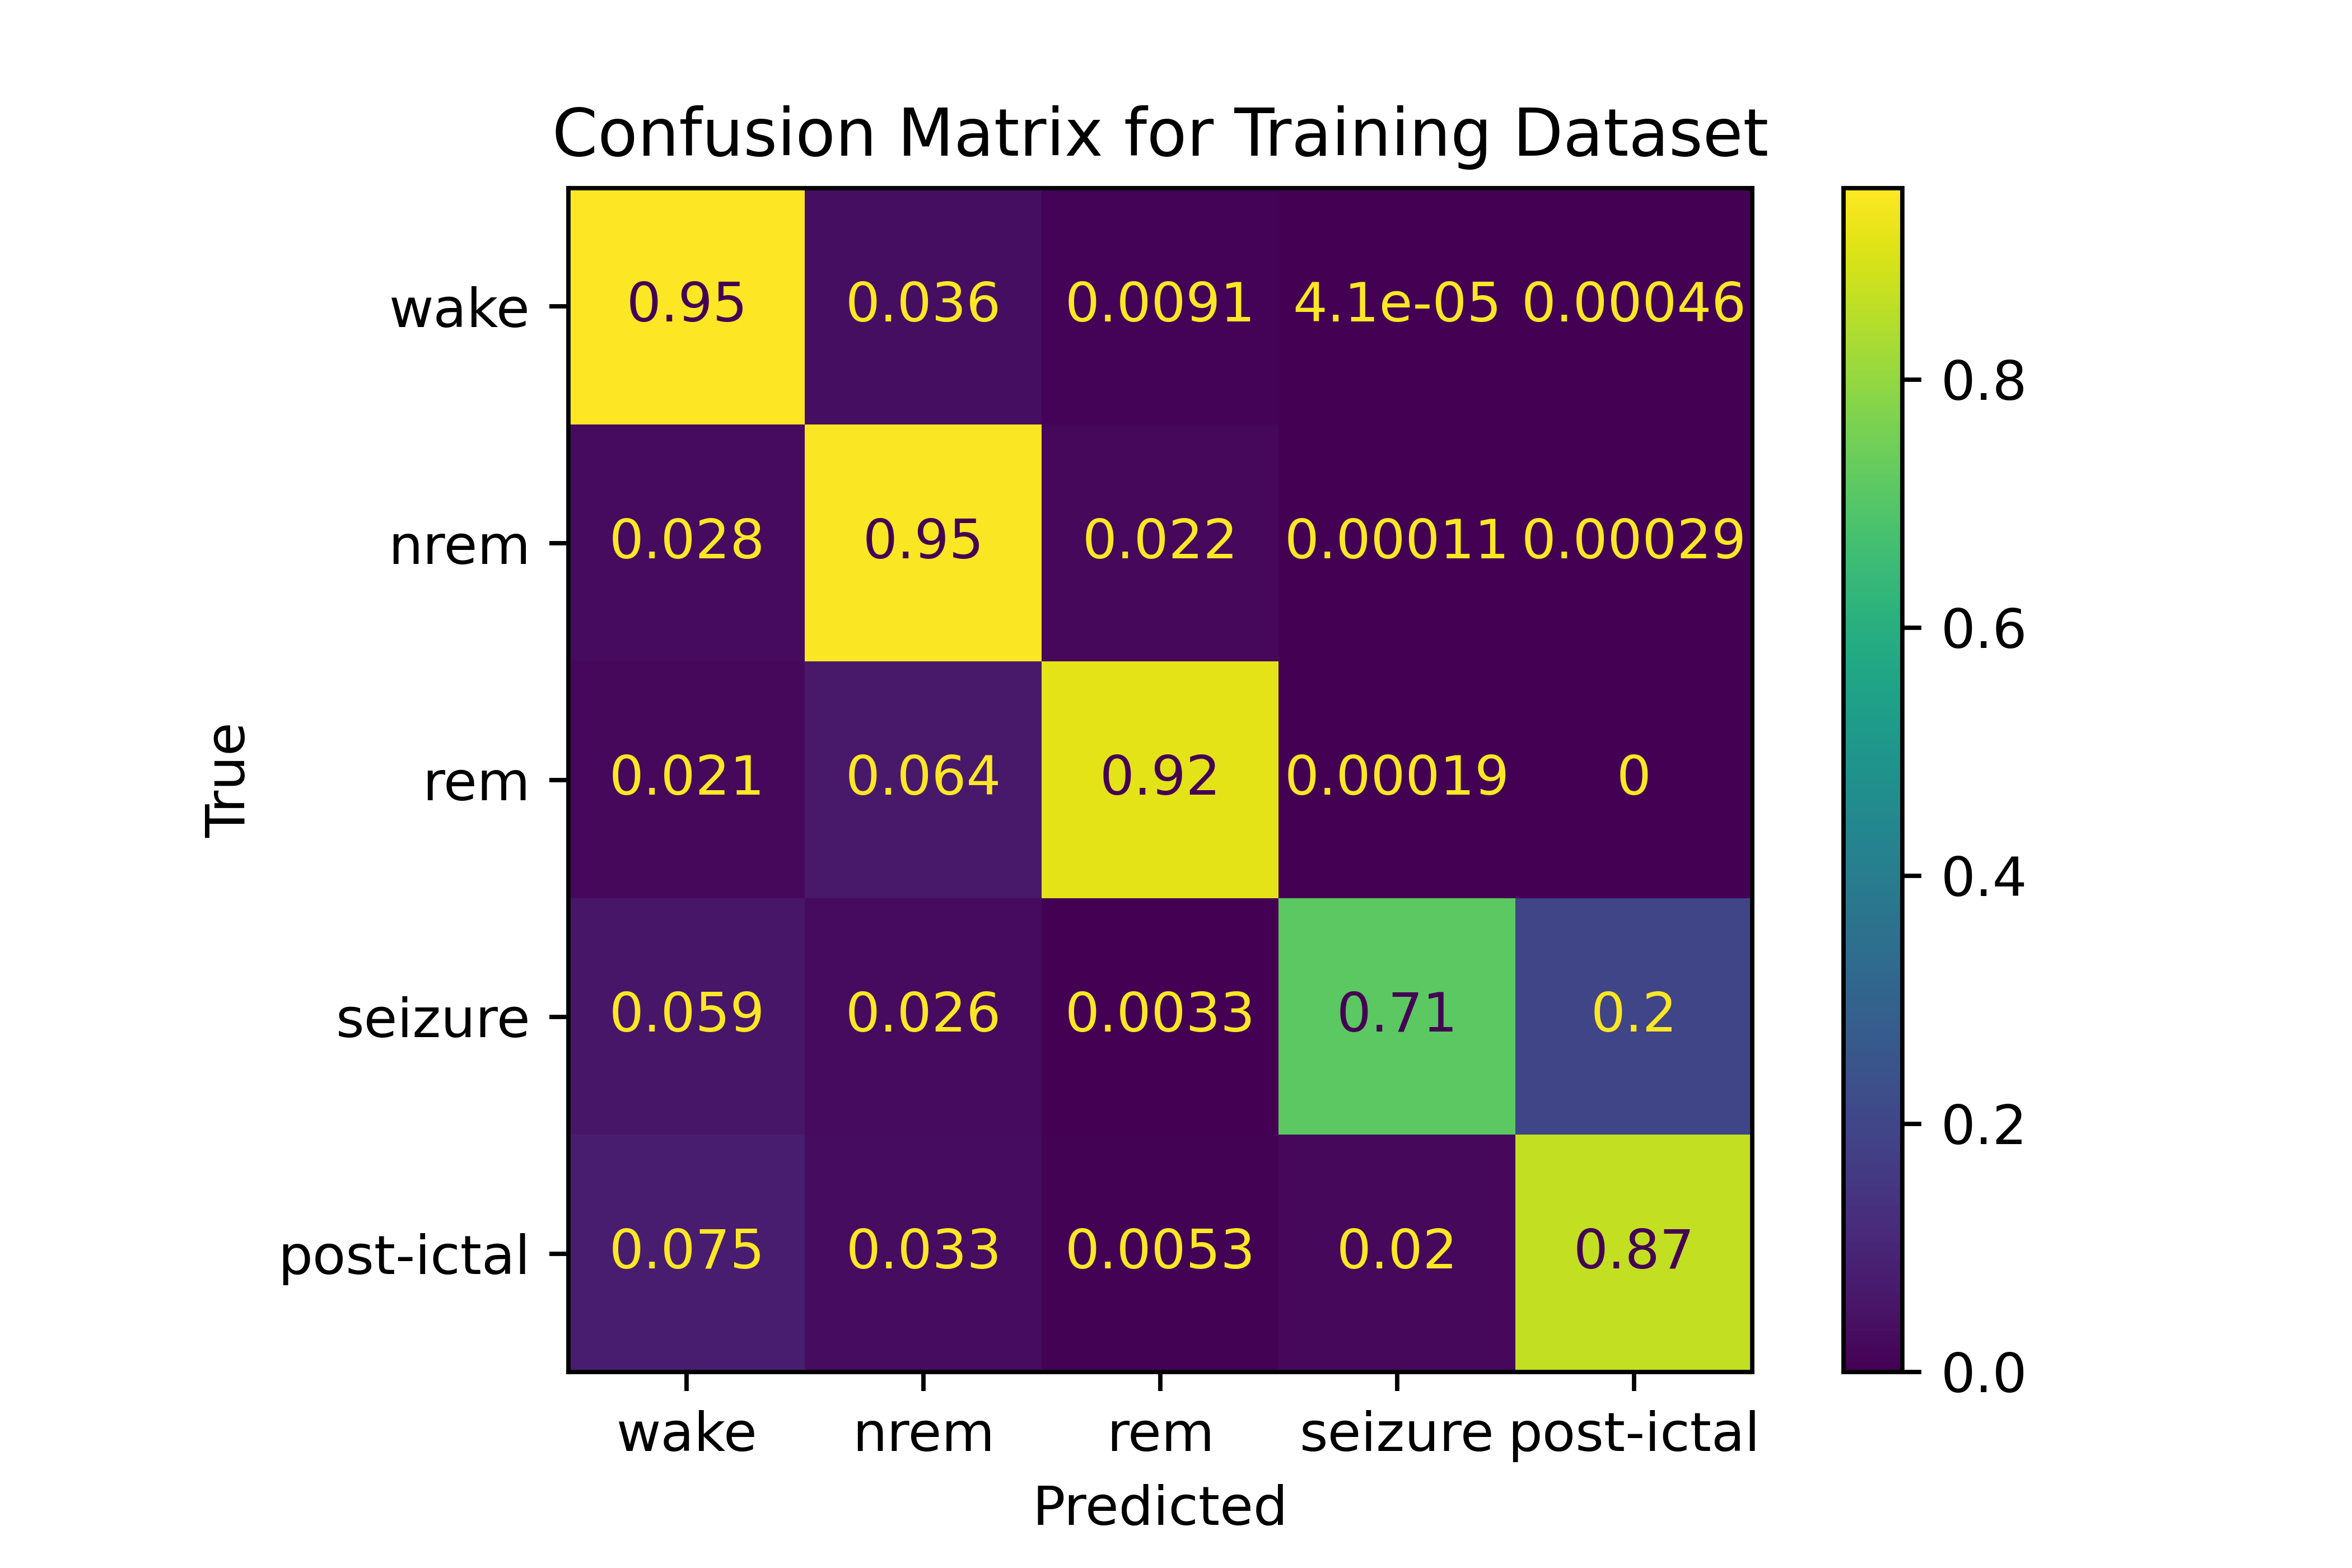 Confusion Matrix for Training Dataset
wake 0.95 0.036 0.0091 4.1e-05 0.00046
nrem 0.028 0.95 0.022 0.00011 0.00029
rem 0.021 0.064 0.92 0.00019 0
seizure 0.059 0.026 0.0033 0.71 0.2
post-ictal 0.075 0.033 0.0053 0.02 0.87
wake nrem rem seizure post-ictal
Predicted
True
0.8
0.6
0.4
0.2
0.0